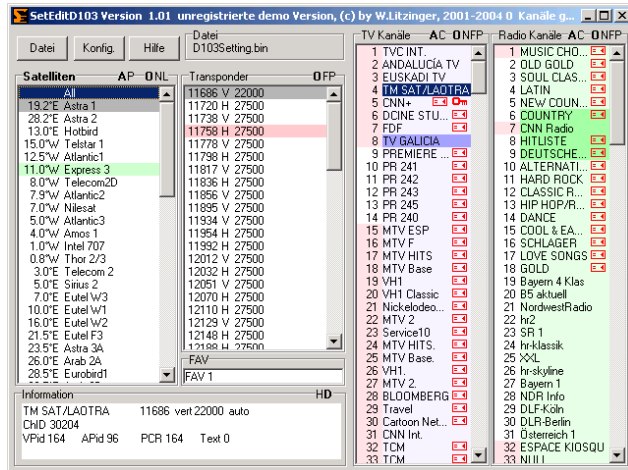 SetEditD103 Version 1.01 unregistrierte demo Version, (c) by W.Litzinger, 2001-2004 0 Kanäle g...
Datei Konfig. Hilfe
Datei
D103Setting.bin
Satelliten AP ONL
All
19.2°E Astra 1
28.2°E Astra 2
13.0°E Hotbird
15.0°W Telstar 1
12.5°W Atlantic1
11.0°W Express 3
8.0°W Telecom2D
7.9°W Atlantic2
7.0°W Nilesat
5.0°W Atlantic3
4.0°W Amos 1
1.0°W Intel 707
0.8°W Thor 2/3
3.0°E Telecom 2
5.0°E Sirius 2
7.0°E Eutel W3
10.0°E Eutel W1
16.0°E Eutel W2
21.5°E Eutel F3
23.5°E Astra 3A
26.0°E Arab 2A
28.5°E Eurobird1
Transponder OFP
11686 V 22000
11720 H 27500
11738 V 27500
11758 H 27500
11778 V 27500
11798 H 27500
11817 V 27500
11836 H 27500
11856 V 27500
11895 V 27500
11934 V 27500
11954 H 27500
11992 H 27500
12012 V 27500
12032 H 27500
12051 V 27500
12070 H 27500
12110 H 27500
12129 V 27500
12148 H 27500
12188 H 27500
FAV
FAV 1
Information HD
TM SAT/LAOTRA 11686 vert 22000 auto
ChID 30204
VPid 164 APid 96 PCR 164 Text 0
TV Kanäle AC ONFP
1 TVC INT.
2 ANDALUCÍA TV
3 EUSKADI TV
4 TM SAT/LAOTRA
5 CNN+
6 DCINE STU...
7 FDF
8 TV GALICIA
9 PREMIERE ...
10 PR 241
11 PR 242
12 PR 243
13 PR 245
14 PR 240
15 MTV ESP
16 MTV F
17 MTV HITS
18 MTV Base
19 VH1
20 VH1 Classic
21 Nickelodeo...
22 MTV 2
23 Service10
24 MTV HITS.
25 MTV Base.
26 VH1.
27 MTV 2.
28 BLOOMBERG
29 Travel
30 Cartoon Net...
31 CNN Int.
32 TCM
33 TCM
Radio Kanäle AC ONFP
1 MUSIC CHO...
2 OLD GOLD
3 SOUL CLAS...
4 LATIN
5 NEW COUN...
6 COUNTRY
7 CNN Radio
8 HITLISTE
9 DEUTSCHE...
10 ALTERNATI...
11 HARD ROCK
12 CLASSIC R...
13 HIP HOP/R...
14 DANCE
15 COOL & EA...
16 SCHLAGER
17 LOVE SONGS
18 GOLD
19 Bayern 4 Klas
20 B5 aktuell
21 NordwestRadio
22 hr2
23 SR 1
24 hr-klassik
25 XXL
26 hr-skyline
27 Bayern 1
28 NDR Info
29 DLF-Köln
30 DLR-Berlin
31 Österreich 1
32 ESPACE KIOSQU
33 NULL